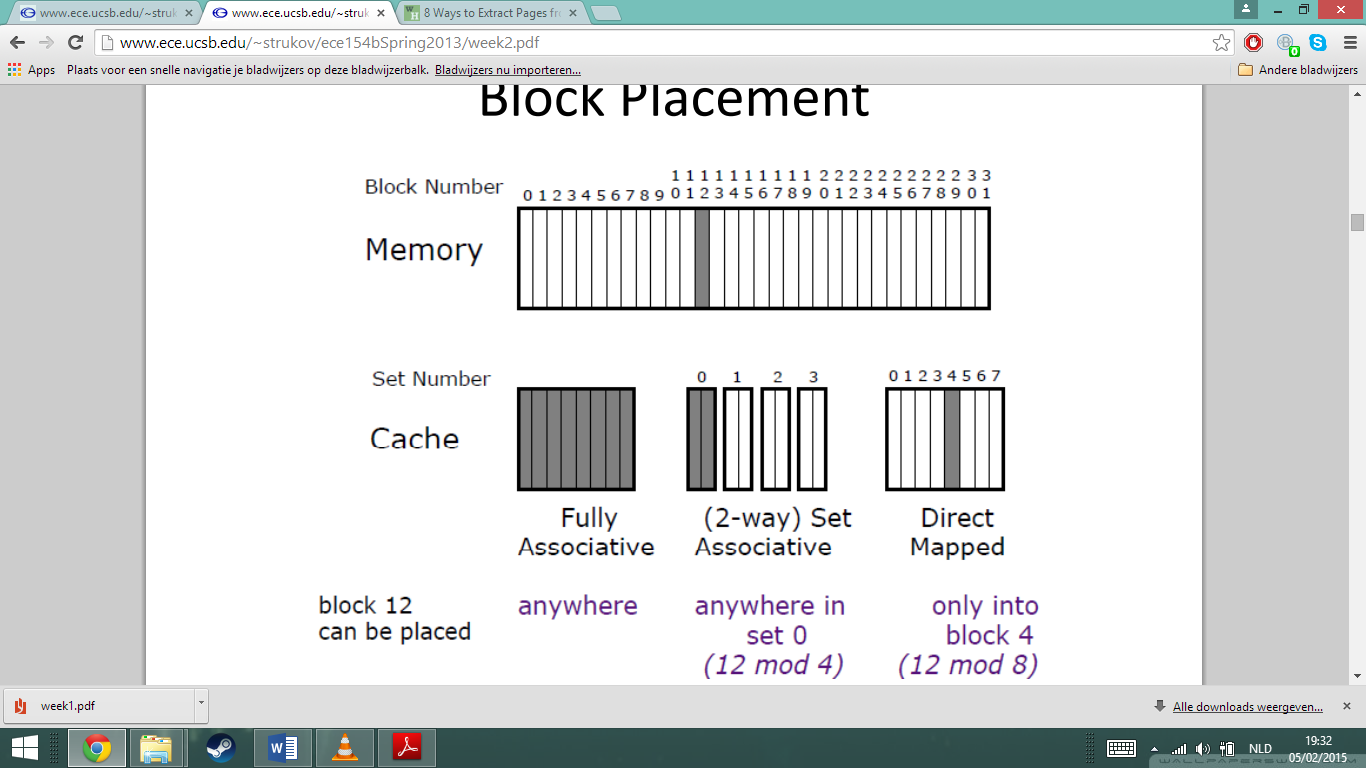 www.ece.ucsb.edu/~struk
www.ece.ucsb.edu/~struk
8 Ways to Extract Pages fr
www.ece.ucsb.edu/~strukov/ece154bSpring2013/week2.pdf
0
Apps Plaats voor een snelle navigatie je bladwijzers op deze bladwijzerbalk. Bladwijzers nu importeren...
Andere bladwijzers
Block Placement
Block Number
0 1 2 3 4 5 6 7 8 9 10 11 12 13 14 15 16 17 18 19 20 21 22 23 24 25 26 27 28 29 30 31
Memory
Set Number
0 1 2 3
0 1 2 3 4 5 6 7
Cache
Fully
Associative
(2-way) Set
Associative
Direct
Mapped
block 12
can be placed
anywhere
anywhere in
set 0
(12 mod 4)
only into
block 4
(12 mod 8)
week1.pdf
Alle downloads weergeven...
NLD
19:32
05/02/2015